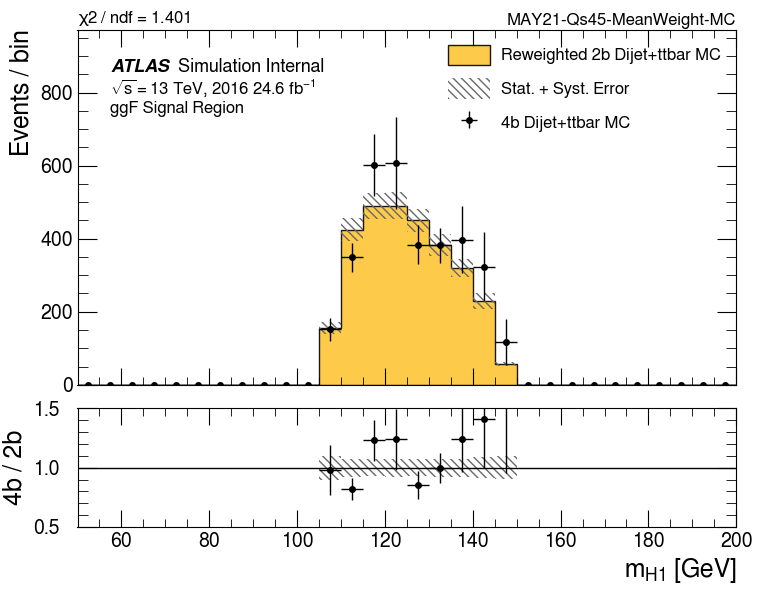 χ2 / ndf = 1.401
MAY21-Qs45-MeanWeight-MC
ATLAS Simulation Internal
√s = 13 TeV, 2016 24.6 fb⁻¹
ggF Signal Region
Reweighted 2b Dijet+ttbar MC
Stat. + Syst. Error
4b Dijet+ttbar MC
Events / bin
800
600
400
200
0
4b / 2b
1.5
1.0
0.5
60 80 100 120 140 160 180 200
mH1 [GeV]